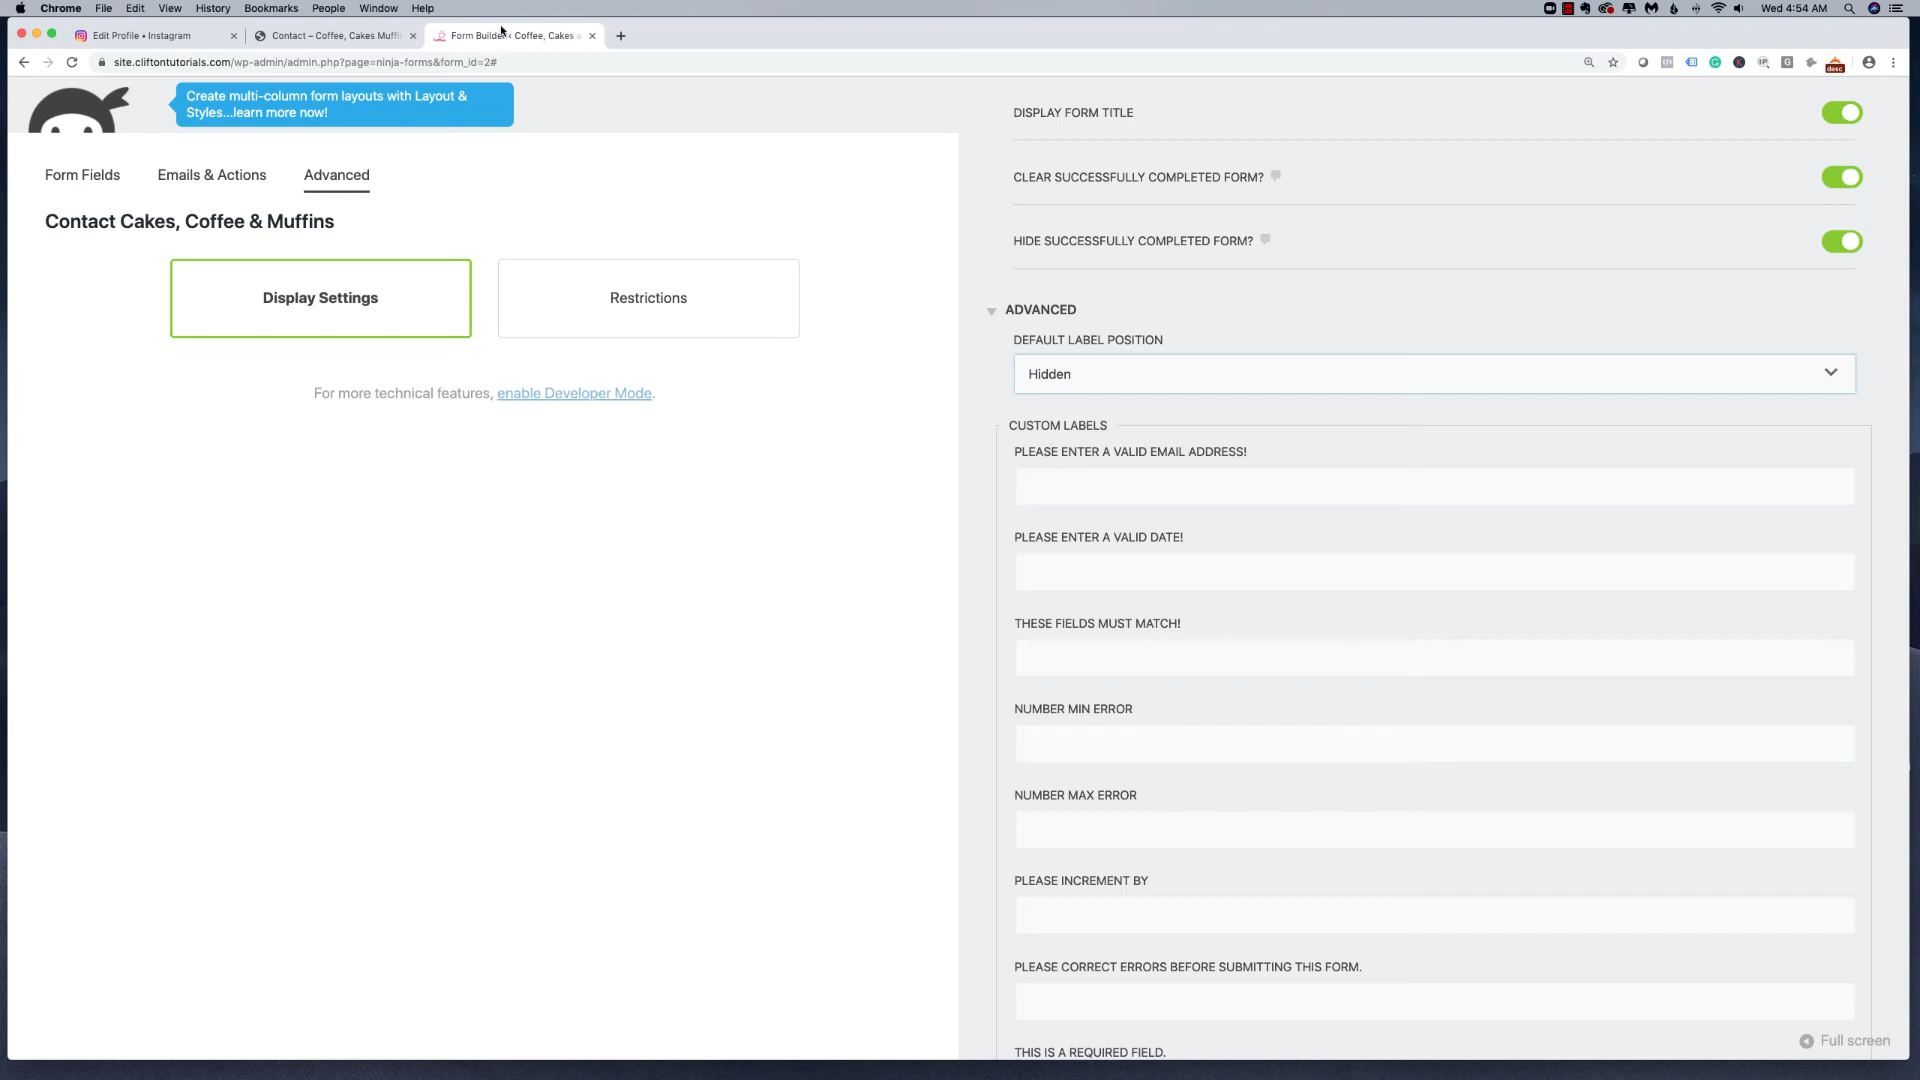 Chrome File Edit View History Bookmarks People Window Help
Wed 4:54 AM
Edit Profile • Instagram
Contact – Coffee, Cakes Muffi
Form Builder ‹ Coffee, Cakes a
site.cliftontutorials.com/wp-admin/admin.php?page=ninja-forms&form_id=2#
desc
Create multi-column form layouts with Layout &
Styles...learn more now!
Form Fields Emails & Actions Advanced
Contact Cakes, Coffee & Muffins
Display Settings Restrictions
For more technical features, enable Developer Mode.
DISPLAY FORM TITLE
CLEAR SUCCESSFULLY COMPLETED FORM?
HIDE SUCCESSFULLY COMPLETED FORM?
ADVANCED
DEFAULT LABEL POSITION
Hidden
CUSTOM LABELS
PLEASE ENTER A VALID EMAIL ADDRESS!
PLEASE ENTER A VALID DATE!
THESE FIELDS MUST MATCH!
NUMBER MIN ERROR
NUMBER MAX ERROR
PLEASE INCREMENT BY
PLEASE CORRECT ERRORS BEFORE SUBMITTING THIS FORM.
THIS IS A REQUIRED FIELD.
Full screen